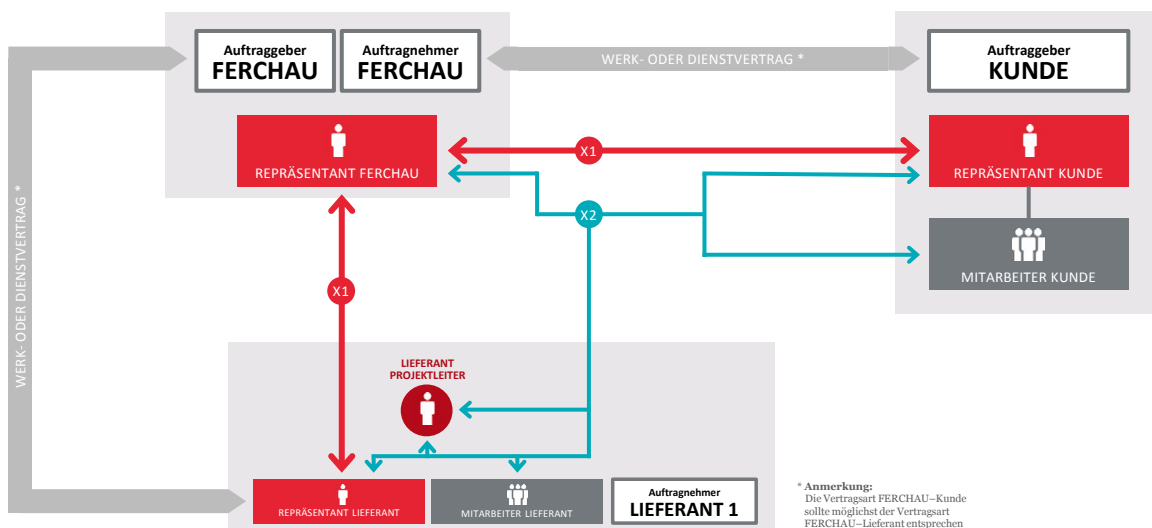 Auftraggeber
FERCHAU
Auftragnehmer
FERCHAU
WERK- ODER DIENSTVERTRAG *
Auftraggeber
KUNDE
REPRÄSENTANT FERCHAU
X1
REPRÄSENTANT KUNDE
X2
MITARBEITER KUNDE
X1
WERK- ODER DIENSTVERTRAG *
LIEFERANT
PROJEKTLEITER
REPRÄSENTANT LIEFERANT
MITARBEITER LIEFERANT
Auftragnehmer
LIEFERANT 1
* Anmerkung:
Die Vertragsart FERCHAU–Kunde
sollte möglichst der Vertragsart
FERCHAU–Lieferant entsprechen